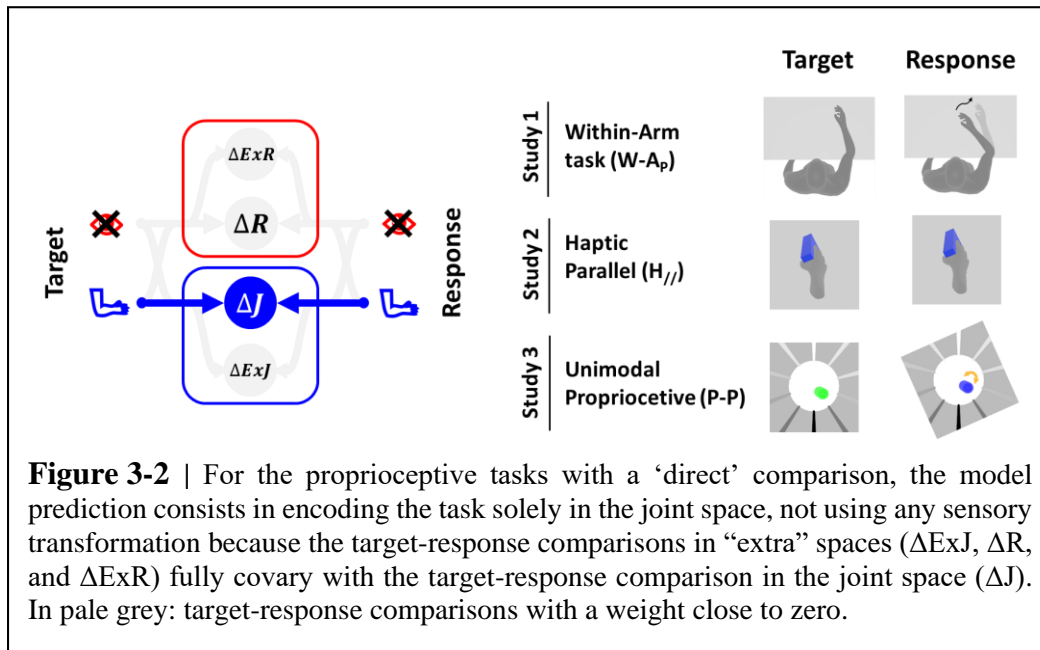 Target Response
ΔExR
ΔR
ΔJ
ΔExJ
Target
Response
Study 1
Within-Arm
task (W-AP)
Study 2
Haptic
Parallel (H//)
Study 3
Unimodal
Propriocetive (P-P)
Figure 3-2 | For the proprioceptive tasks with a ‘direct’ comparison, the model
prediction consists in encoding the task solely in the joint space, not using any sensory
transformation because the target-response comparisons in “extra” spaces (ΔExJ, ΔR,
and ΔExR) fully covary with the target-response comparison in the joint space (ΔJ).
In pale grey: target-response comparisons with a weight close to zero.